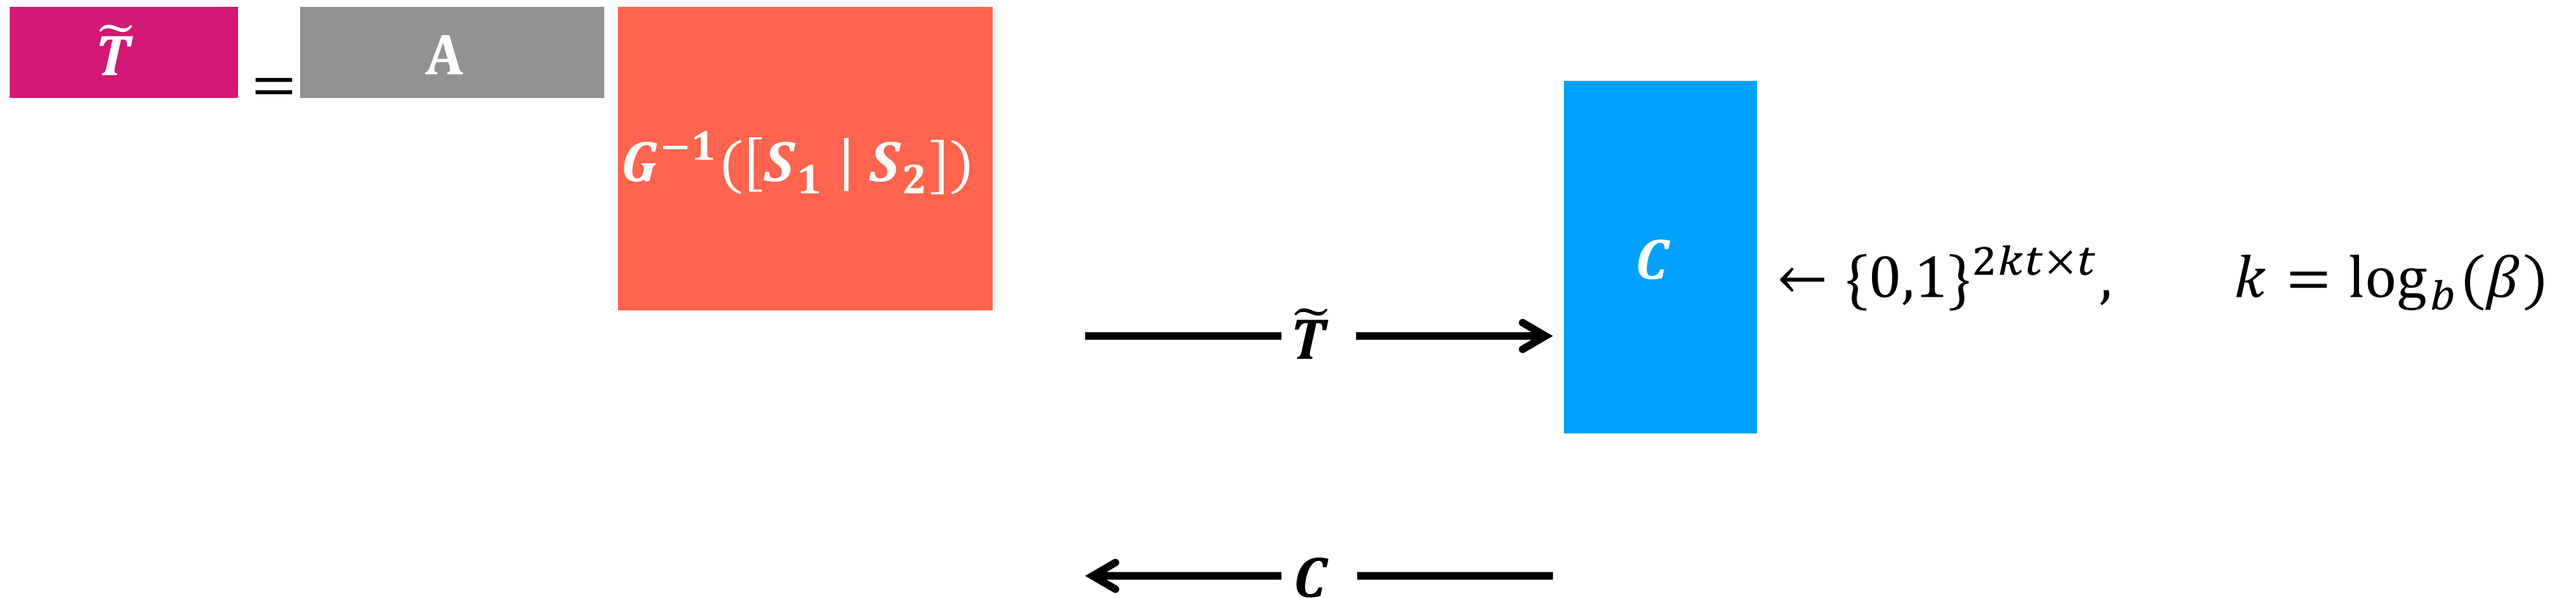 T̃ = A G⁻¹([S₁ | S₂])
C ← {0,1}^{2kt×t}, k = log_b(β)
T̃
C